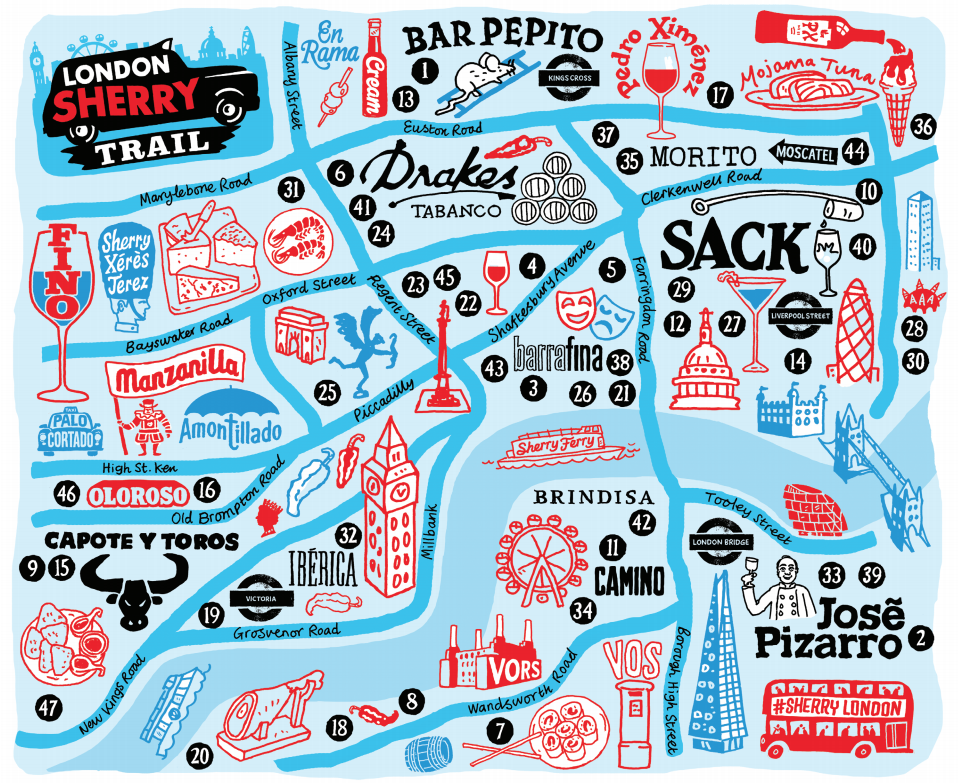 LONDON
SHERRY
TRAIL
Albany Street
En
Rama
Cream
BAR PEPITO
1
13
KINGS CROSS
Pedro Ximénez
17
PX
Mojama Tuna
36
Euston Road
37
35
MORITO
MOSCATEL
44
Marylebone Road
31
6
Drakes
TABANCO
41
24
Clerkenwell Road
10
SACK
40
29
FINO
Sherry
Xérès
Jerez
Oxford Street
Bayswater Road
Regent Street
23
45
22
4
5
Shaftesbury Avenue
Farringdon Road
12
27
LIVERPOOL STREET
14
AAA
28
30
43
barrafina
38
3
26
21
25
Piccadilly
Manzanilla
TAXI
PALO
CORTADO
Amontillado
High St. Ken
46
OLOROSO
16
Old Brompton Road
Sherry Ferry
BRINDISA
42
11
CAMINO
34
Tooley Street
LONDON BRIDGE
33
39
José
Pizarro
2
CAPOTE Y TOROS
9
15
32
IBÉRICA
Millbank
19
VICTORIA
Grosvenor Road
New Kings Road
47
20
18
8
VORS
Wandsworth Road
7
VOS
Borough High Street
#SHERRY LONDON